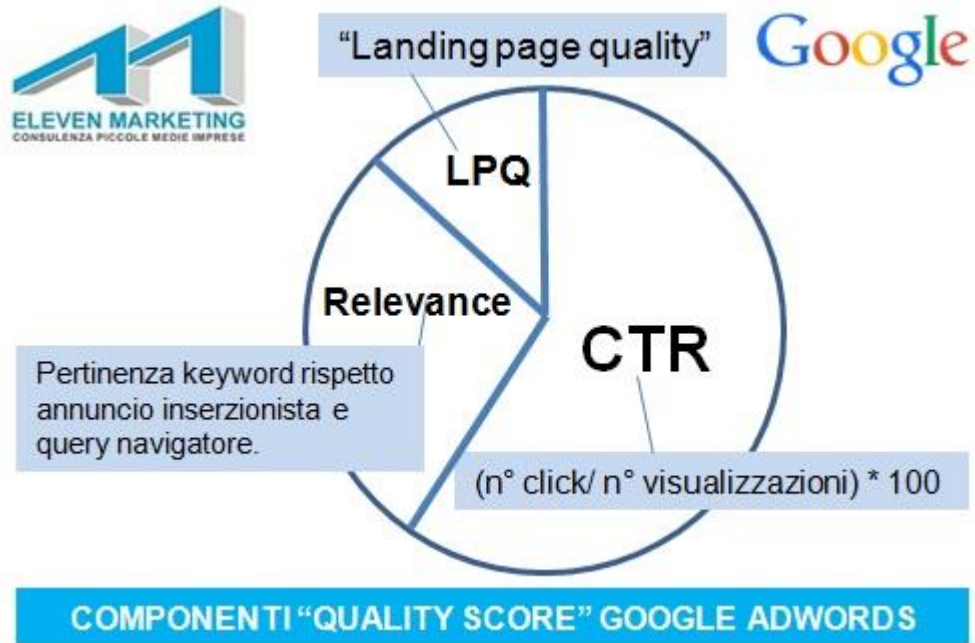 ELEVEN MARKETING
CONSULENZA PICCOLE MEDIE IMPRESE
“Landing page quality”
Google
LPQ
Relevance
CTR
Pertinenza keyword rispetto
annuncio inserzionista e
query navigatore.
(n° click/ n° visualizzazioni) * 100
COMPONENTI “QUALITY SCORE” GOOGLE ADWORDS